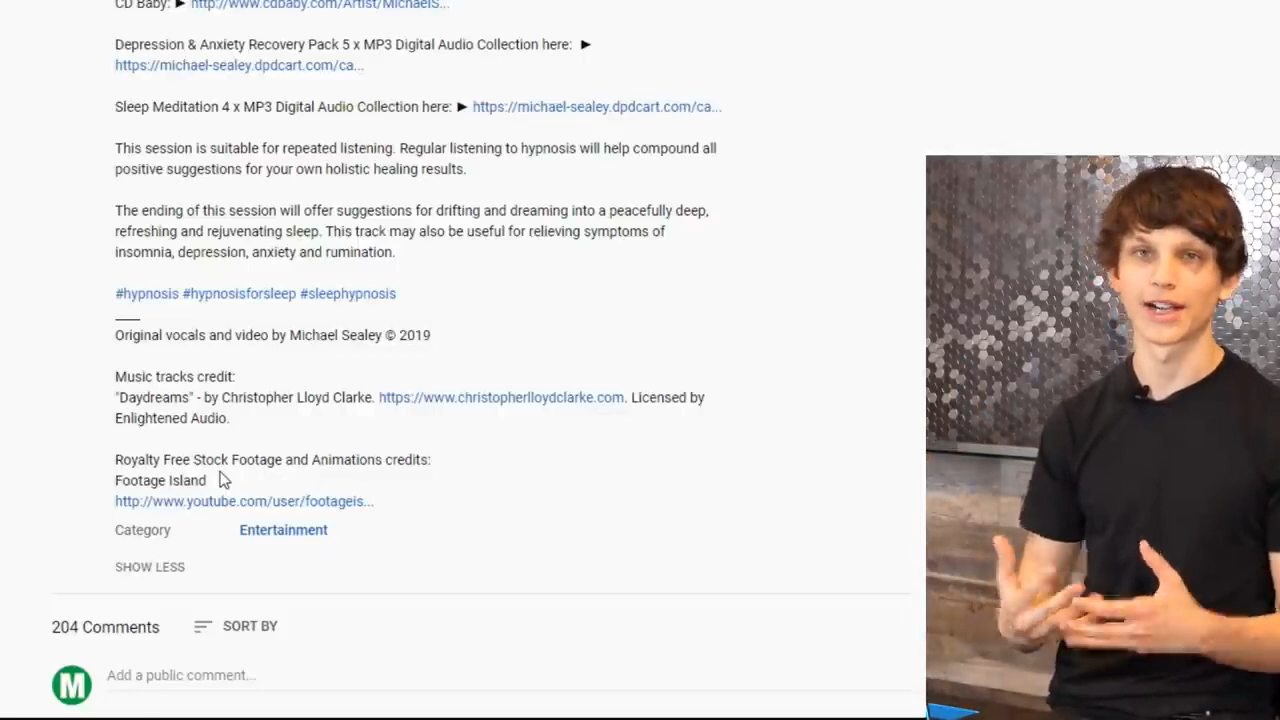 CD Baby: ► http://www.cdbaby.com/Artist/MichaelS...
Depression & Anxiety Recovery Pack 5 x MP3 Digital Audio Collection here: ►
https://michael-sealey.dpdcart.com/ca...
Sleep Meditation 4 x MP3 Digital Audio Collection here: ► https://michael-sealey.dpdcart.com/ca...
This session is suitable for repeated listening. Regular listening to hypnosis will help compound all
positive suggestions for your own holistic healing results.
The ending of this session will offer suggestions for drifting and dreaming into a peacefully deep,
refreshing and rejuvenating sleep. This track may also be useful for relieving symptoms of
insomnia, depression, anxiety and rumination.
#hypnosis #hypnosisforsleep #sleephypnosis
Original vocals and video by Michael Sealey © 2019
Music tracks credit:
"Daydreams" - by Christopher Lloyd Clarke. https://www.christopherlloydclarke.com. Licensed by
Enlightened Audio.
Royalty Free Stock Footage and Animations credits:
Footage Island
http://www.youtube.com/user/footageis...
Category Entertainment
SHOW LESS
204 Comments SORT BY
M Add a public comment...